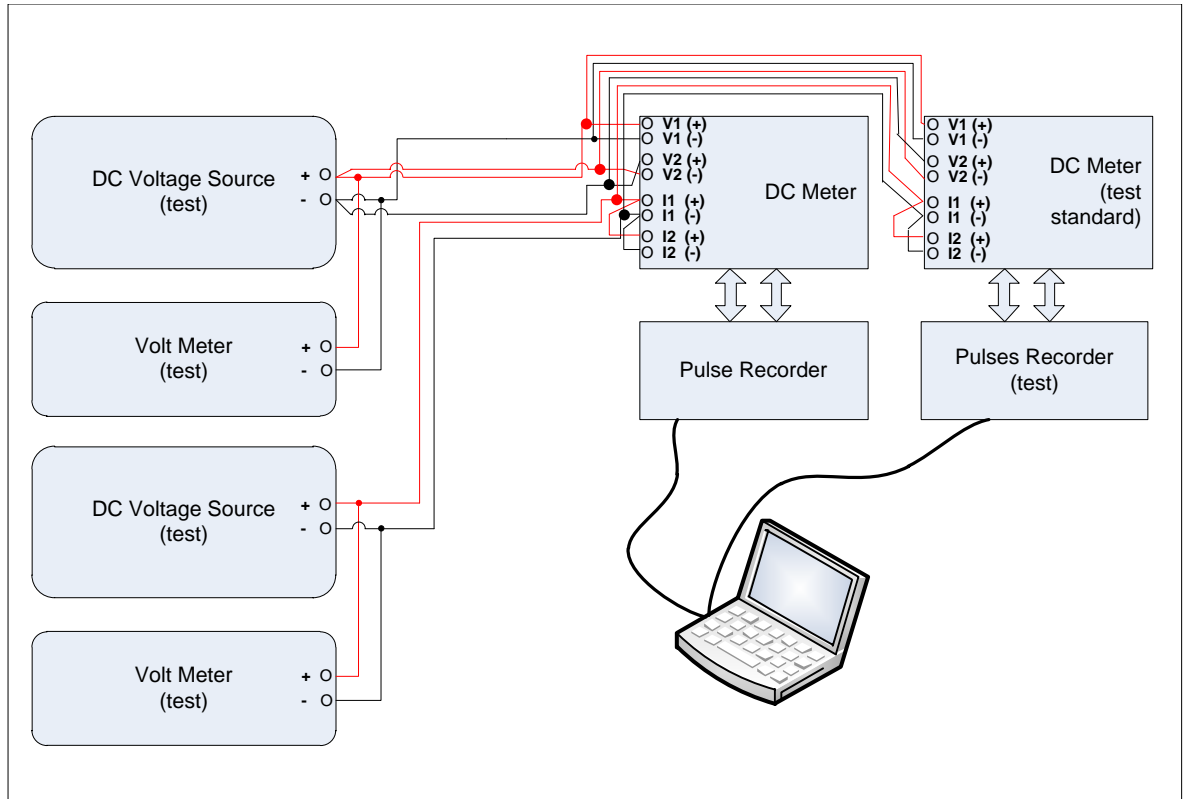 DC Voltage Source
(test)
+ O
- O
Volt Meter
(test)
+ O
- O
DC Voltage Source
(test)
+ O
- O
Volt Meter
(test)
+ O
- O
O V1 (+)
O V1 (-)
O V2 (+)
O V2 (-)
O I1 (+)
O I1 (-)
O I2 (+)
O I2 (-)
DC Meter
O V1 (+)
O V1 (-)
O V2 (+)
O V2 (-)
O I1 (+)
O I1 (-)
O I2 (+)
O I2 (-)
DC Meter
(test
standard)
Pulse Recorder
Pulses Recorder
(test)